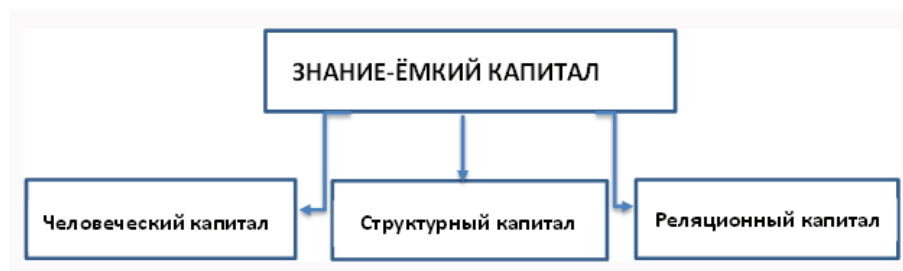 ЗНАНИЕ-ЁМКИЙ КАПИТАЛ
Человеческий капитал
Структурный капитал
Реляционный капитал